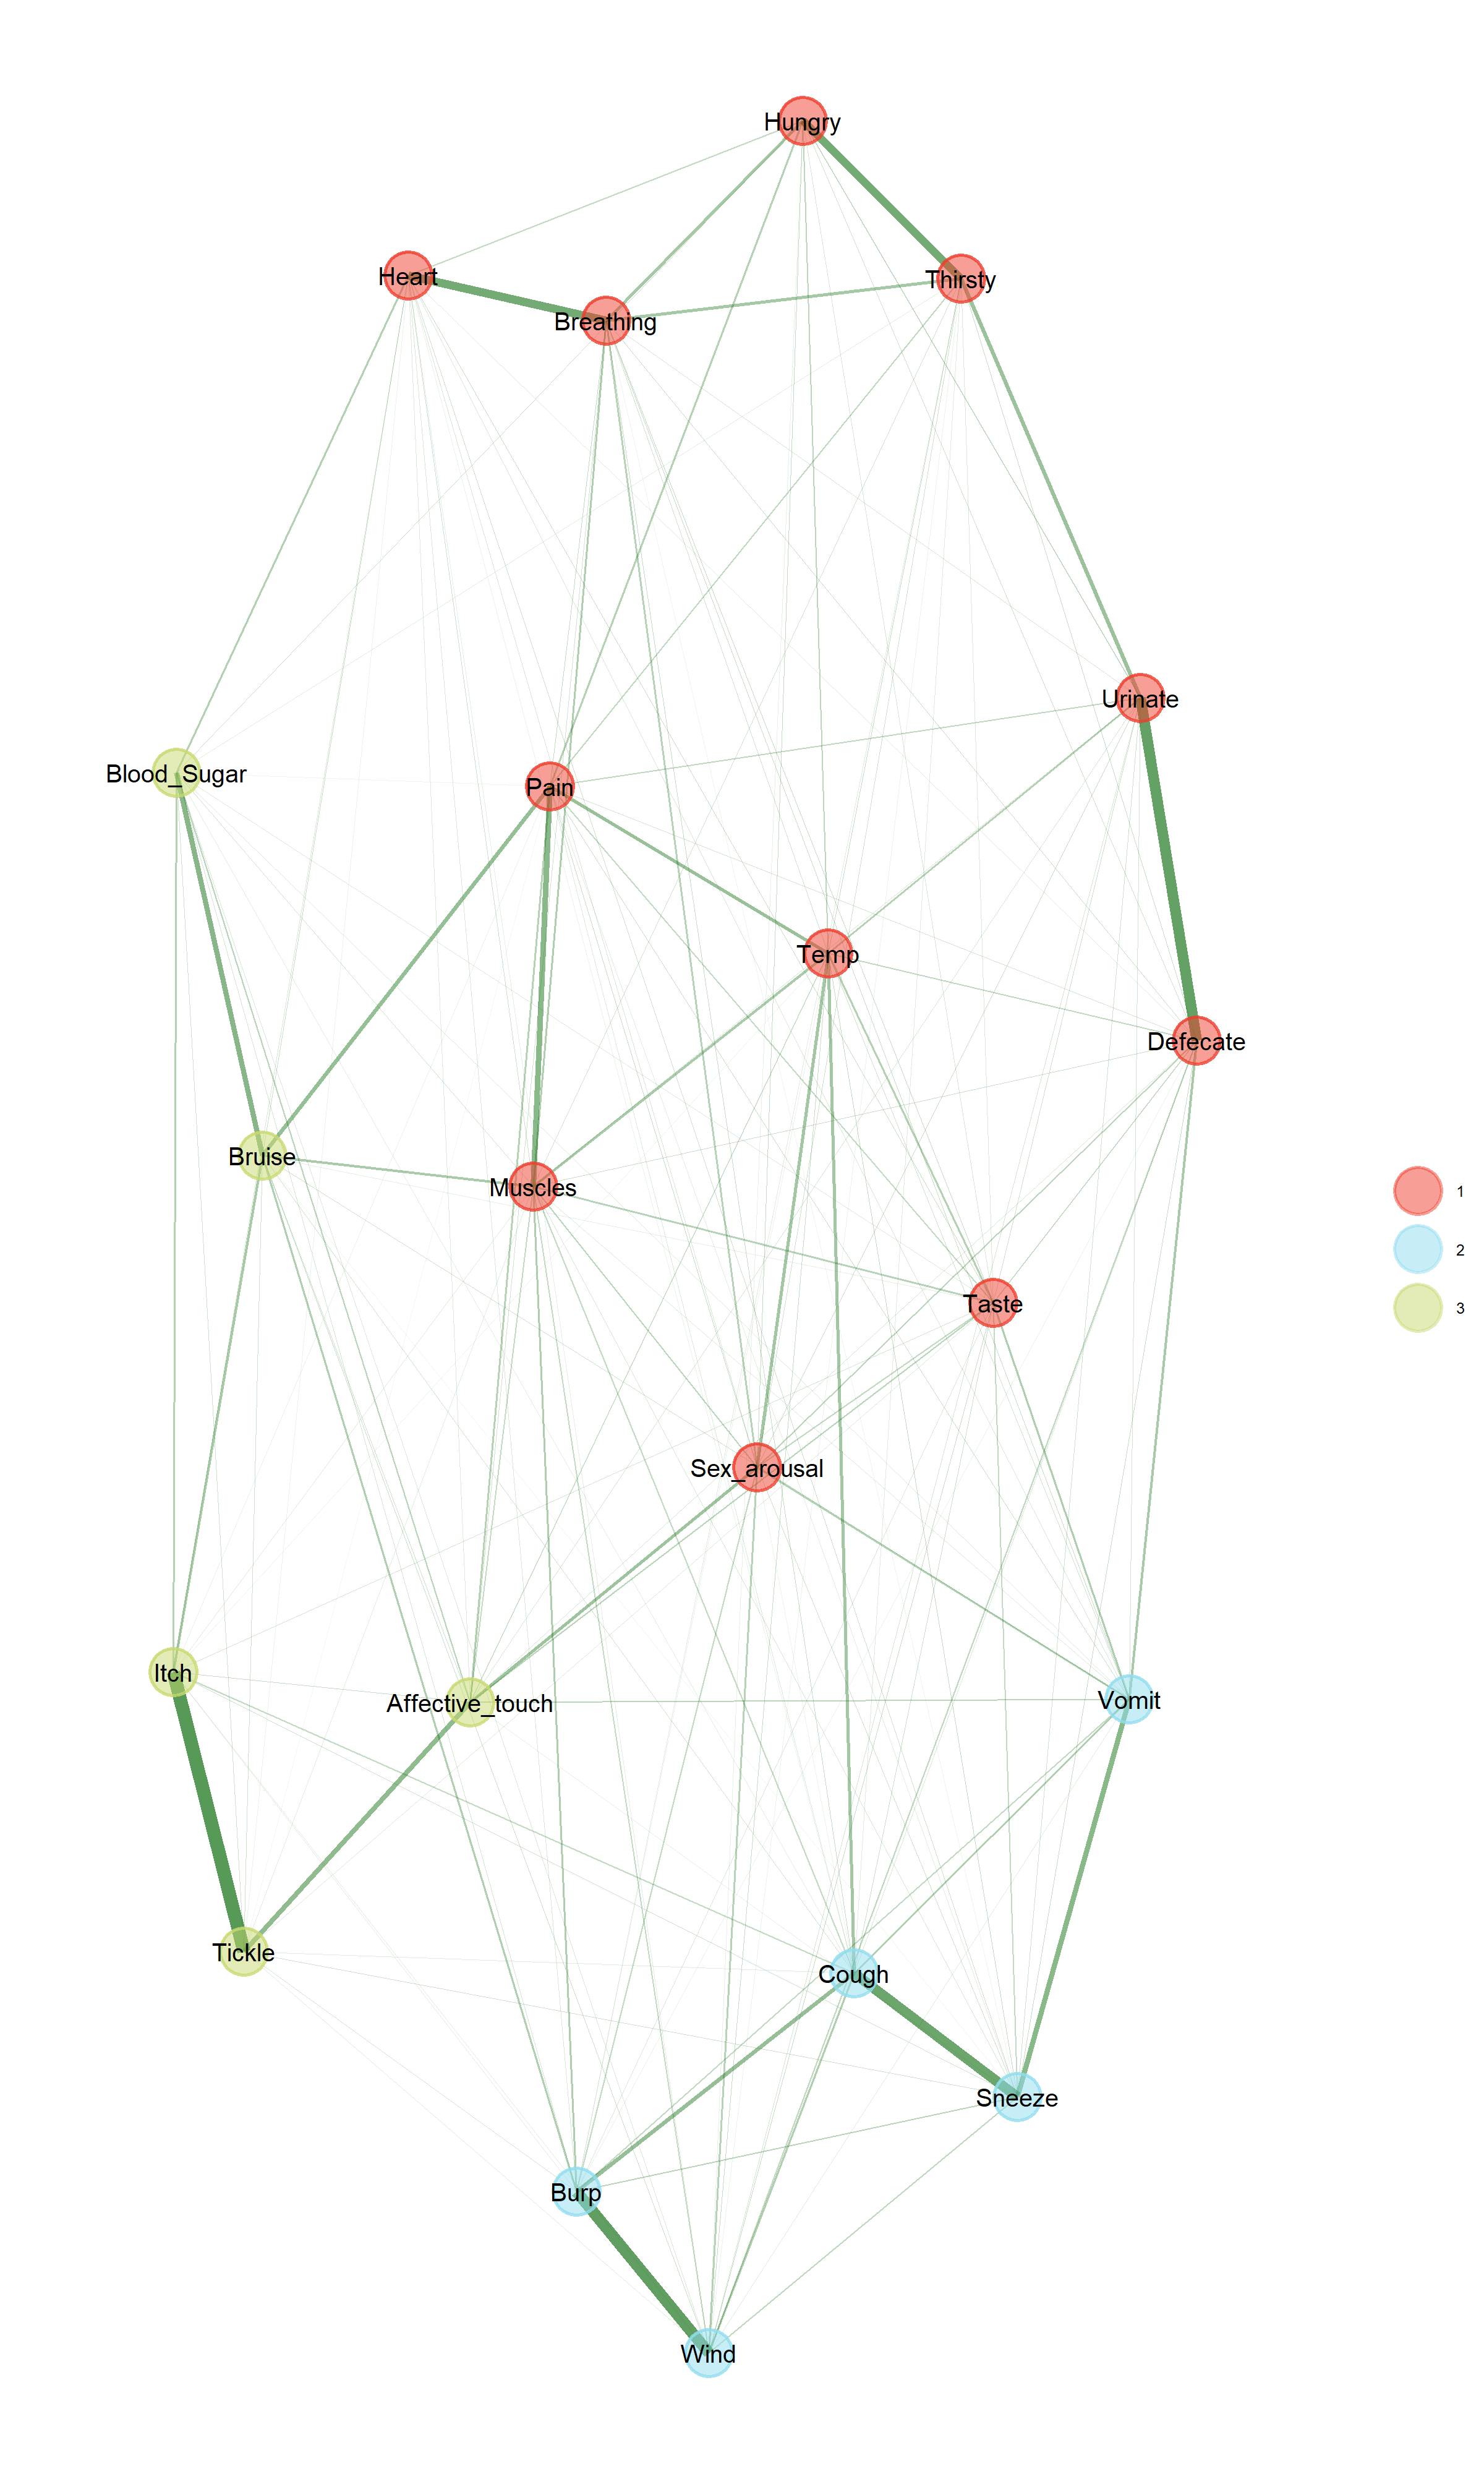 Hungry
Heart
Thirsty
Breathing
Urinate
Blood_Sugar
Pain
Temp
Defecate
Bruise
Muscles
1
2
Taste
3
Sex_arousal
Itch
Affective_touch
Vomit
Tickle
Cough
Sneeze
Burp
Wind